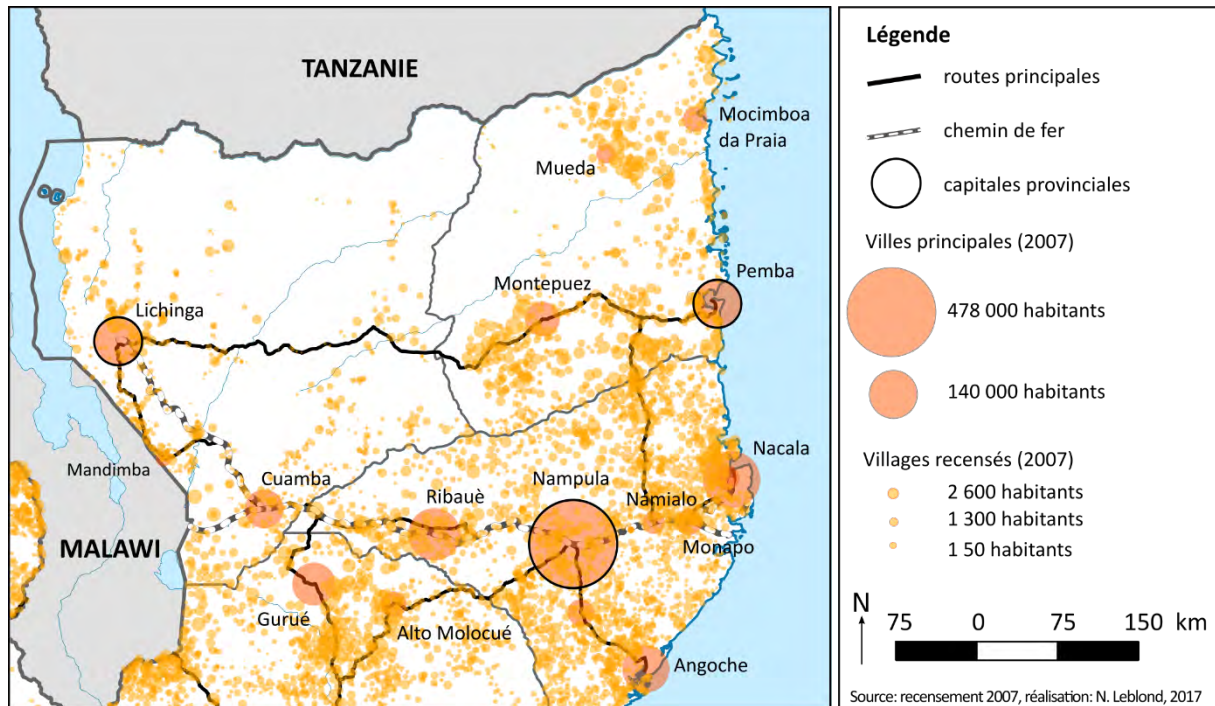 TANZANIE
Mocimboa
da Praia
Mueda
Pemba
Montepuez
Lichinga
Nacala
Mandimba
Cuamba
Ribauè
Nampula
Namialo
Monapo
MALAWI
Gurué
Alto Molocué
Angoche
Légende
routes principales
chemin de fer
capitales provinciales
Villes principales (2007)
478 000 habitants
140 000 habitants
Villages recensés (2007)
2 600 habitants
1 300 habitants
1 50 habitants
N
75 0 75 150 km
Source: recensement 2007, réalisation: N. Leblond, 2017